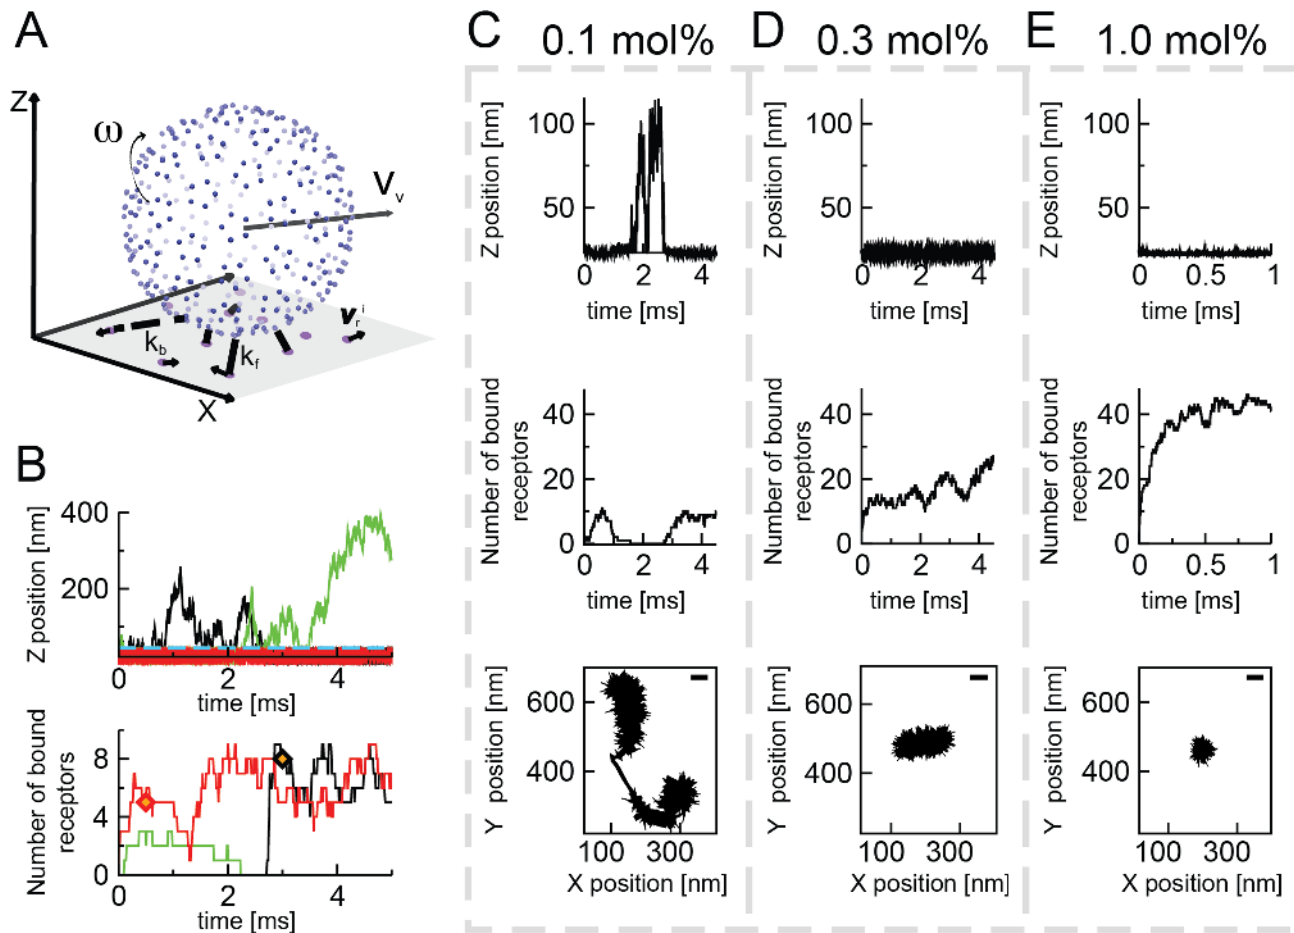 A
Z
ω
V v
v r i
k b
k f
X
B
Z position [nm]
400
200
0 2 4
time [ms]
Number of bound
receptors
8
4
0
0 2 4
time [ms]
C 0.1 mol%
Z position [nm]
100
50
0 2 4
time [ms]
Number of bound
receptors
40
20
0
0 2 4
time [ms]
Y position [nm]
600
400
100 300
X position [nm]
D 0.3 mol%
Z position [nm]
100
50
0 2 4
time [ms]
Number of bound
receptors
40
20
0
0 2 4
time [ms]
Y position [nm]
600
400
100 300
X position [nm]
E 1.0 mol%
Z position [nm]
100
50
0 0.5 1
time [ms]
Number of bound
receptors
40
20
0
0 0.5 1
time [ms]
Y position [nm]
600
400
100 300
X position [nm]